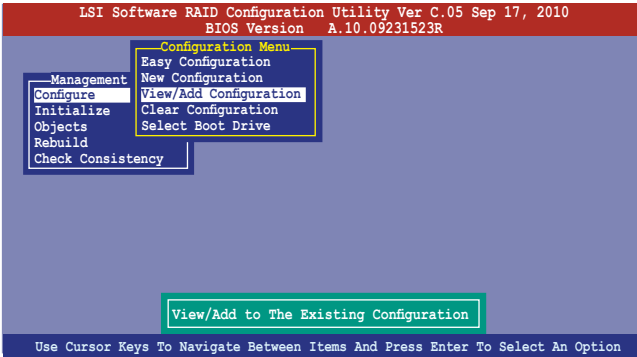 LSI Software RAID Configuration Utility Ver C.05 Sep 17, 2010
BIOS Version A.10.09231523R
Configuration Menu
Easy Configuration
New Configuration
View/Add Configuration
Clear Configuration
Select Boot Drive
Management
Configure
Initialize
Objects
Rebuild
Check Consistency
View/Add to The Existing Configuration
Use Cursor Keys To Navigate Between Items And Press Enter To Select An Option